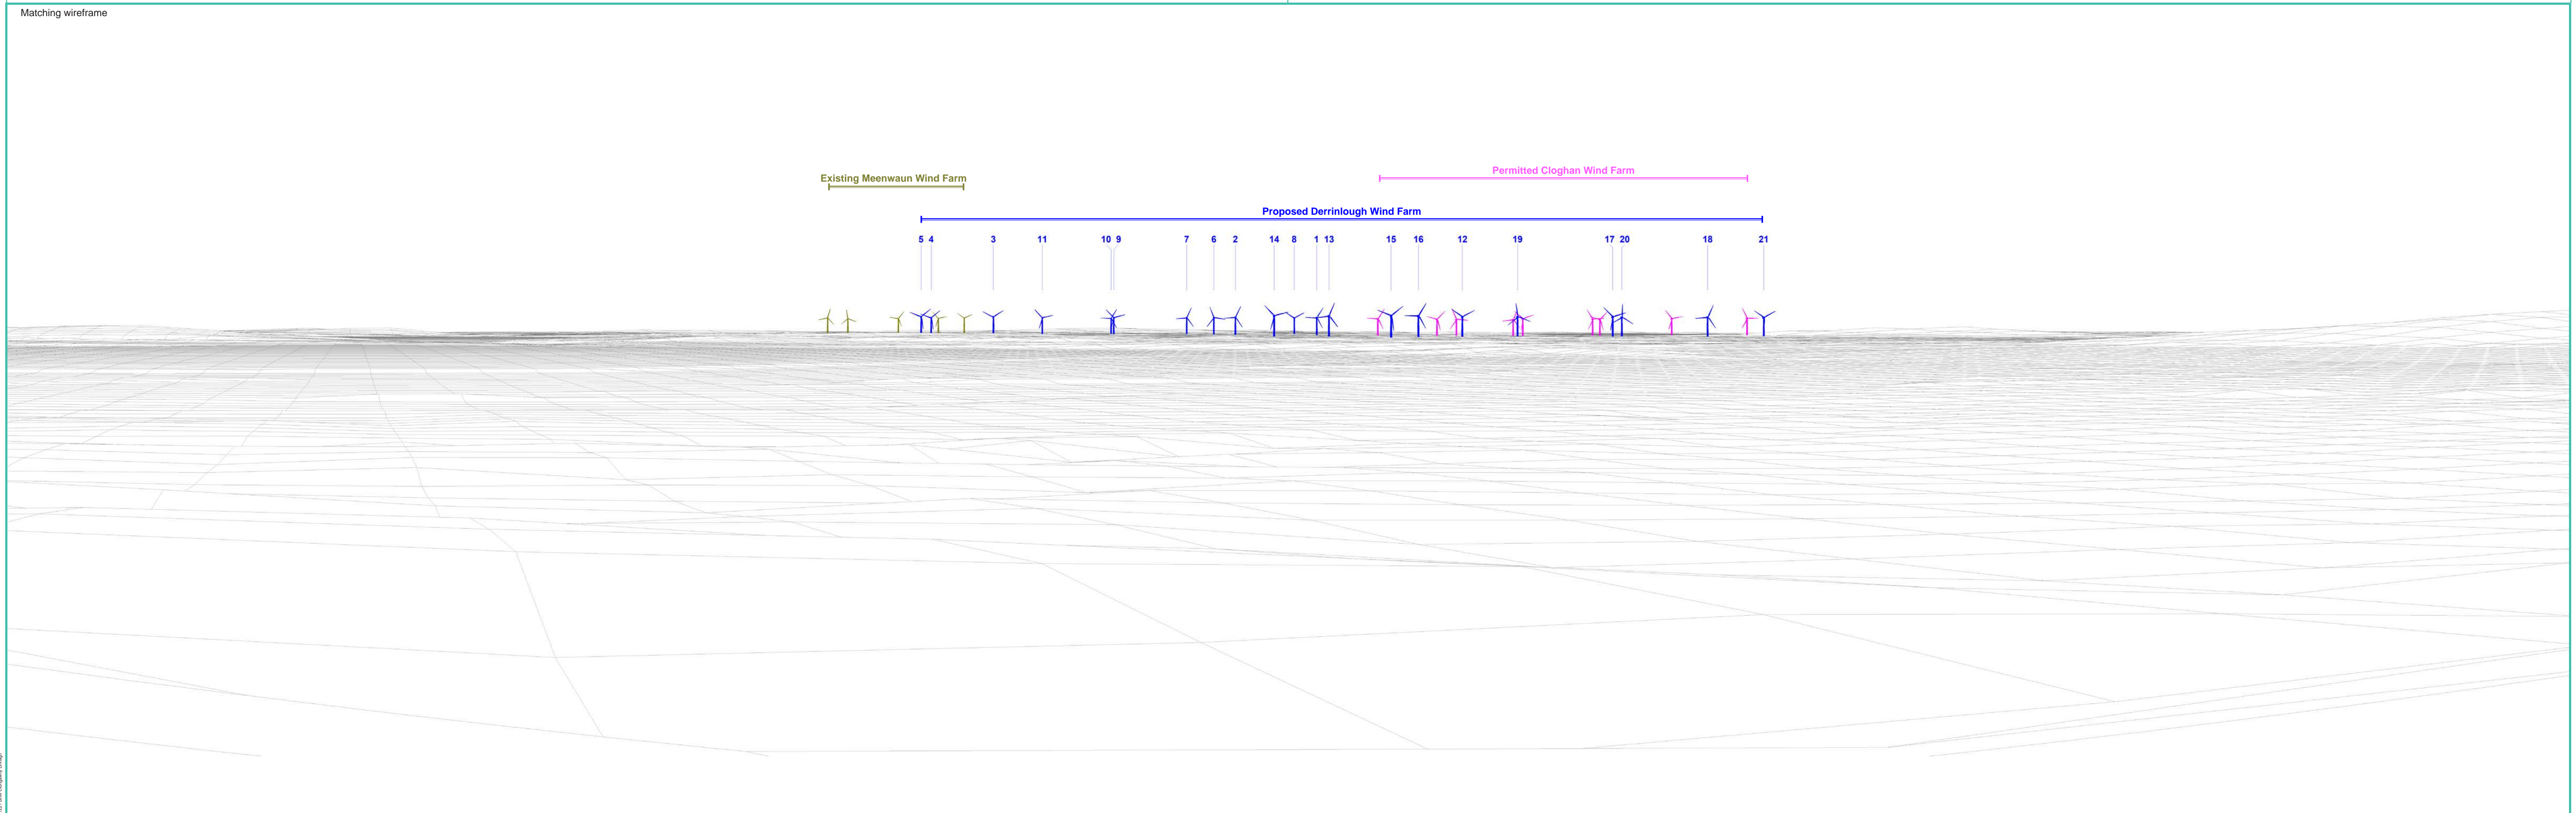 Matching wireframe
Permitted Cloghan Wind Farm
Existing Meenwaun Wind Farm
Proposed Derrinlough Wind Farm
5 4 3 11 10 9 7 6 2 14 8 1 13 15 16 12 19 17 20 18 21